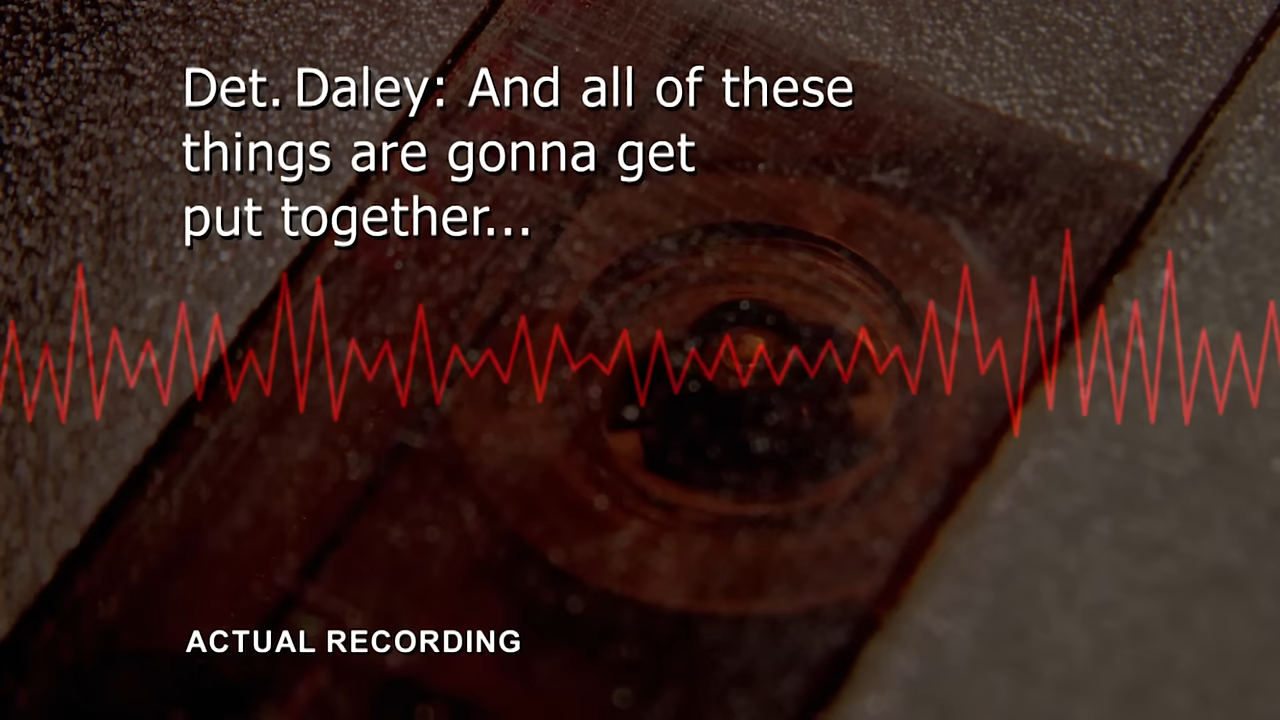 Det. Daley: And all of these
things are gonna get
put together...
ACTUAL RECORDING